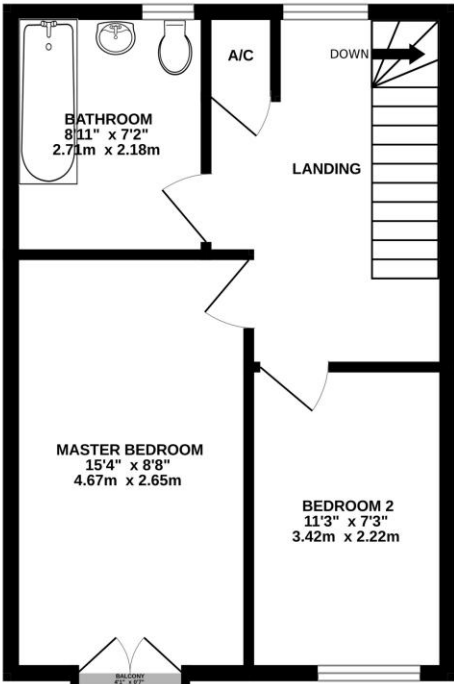 A/C
DOWN
BATHROOM
8'11" x 7'2"
2.71m x 2.18m
LANDING
MASTER BEDROOM
15'4" x 8'8"
4.67m x 2.65m
BEDROOM 2
11'3" x 7'3"
3.42m x 2.22m
BALCONY